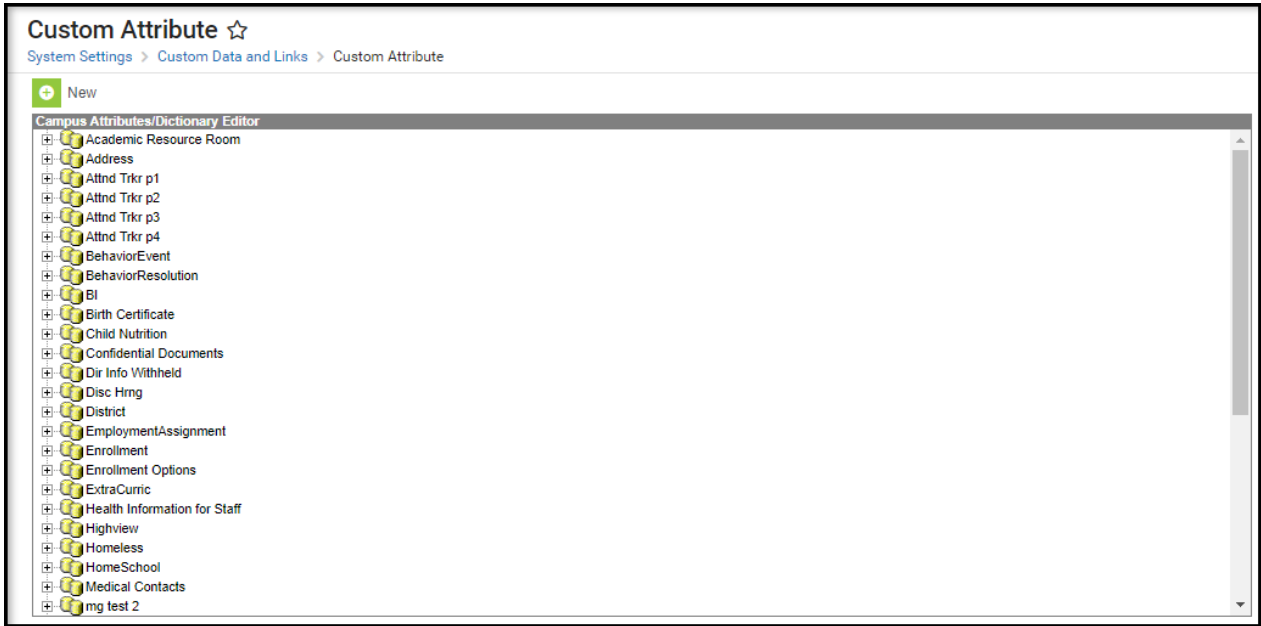 Custom Attribute
System Settings > Custom Data and Links > Custom Attribute
New
Campus Attributes/Dictionary Editor
Academic Resource Room
Address
Attnd Trkr p1
Attnd Trkr p2
Attnd Trkr p3
Attnd Trkr p4
BehaviorEvent
BehaviorResolution
BI
Birth Certificate
Child Nutrition
Confidential Documents
Dir Info Withheld
Disc Hrng
District
EmploymentAssignment
Enrollment
Enrollment Options
ExtraCurric
Health Information for Staff
Highview
Homeless
HomeSchool
Medical Contacts
mg test 2